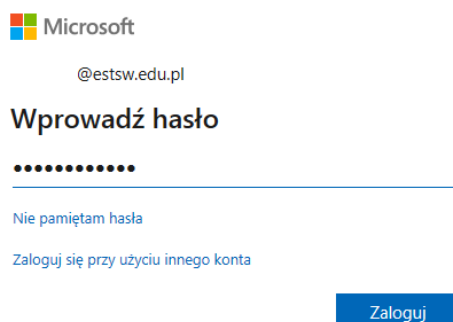 Microsoft
@estsw.edu.pl
Wprowadź hasło
••••••••••••
Nie pamiętam hasła
Zaloguj się przy użyciu innego konta
Zaloguj